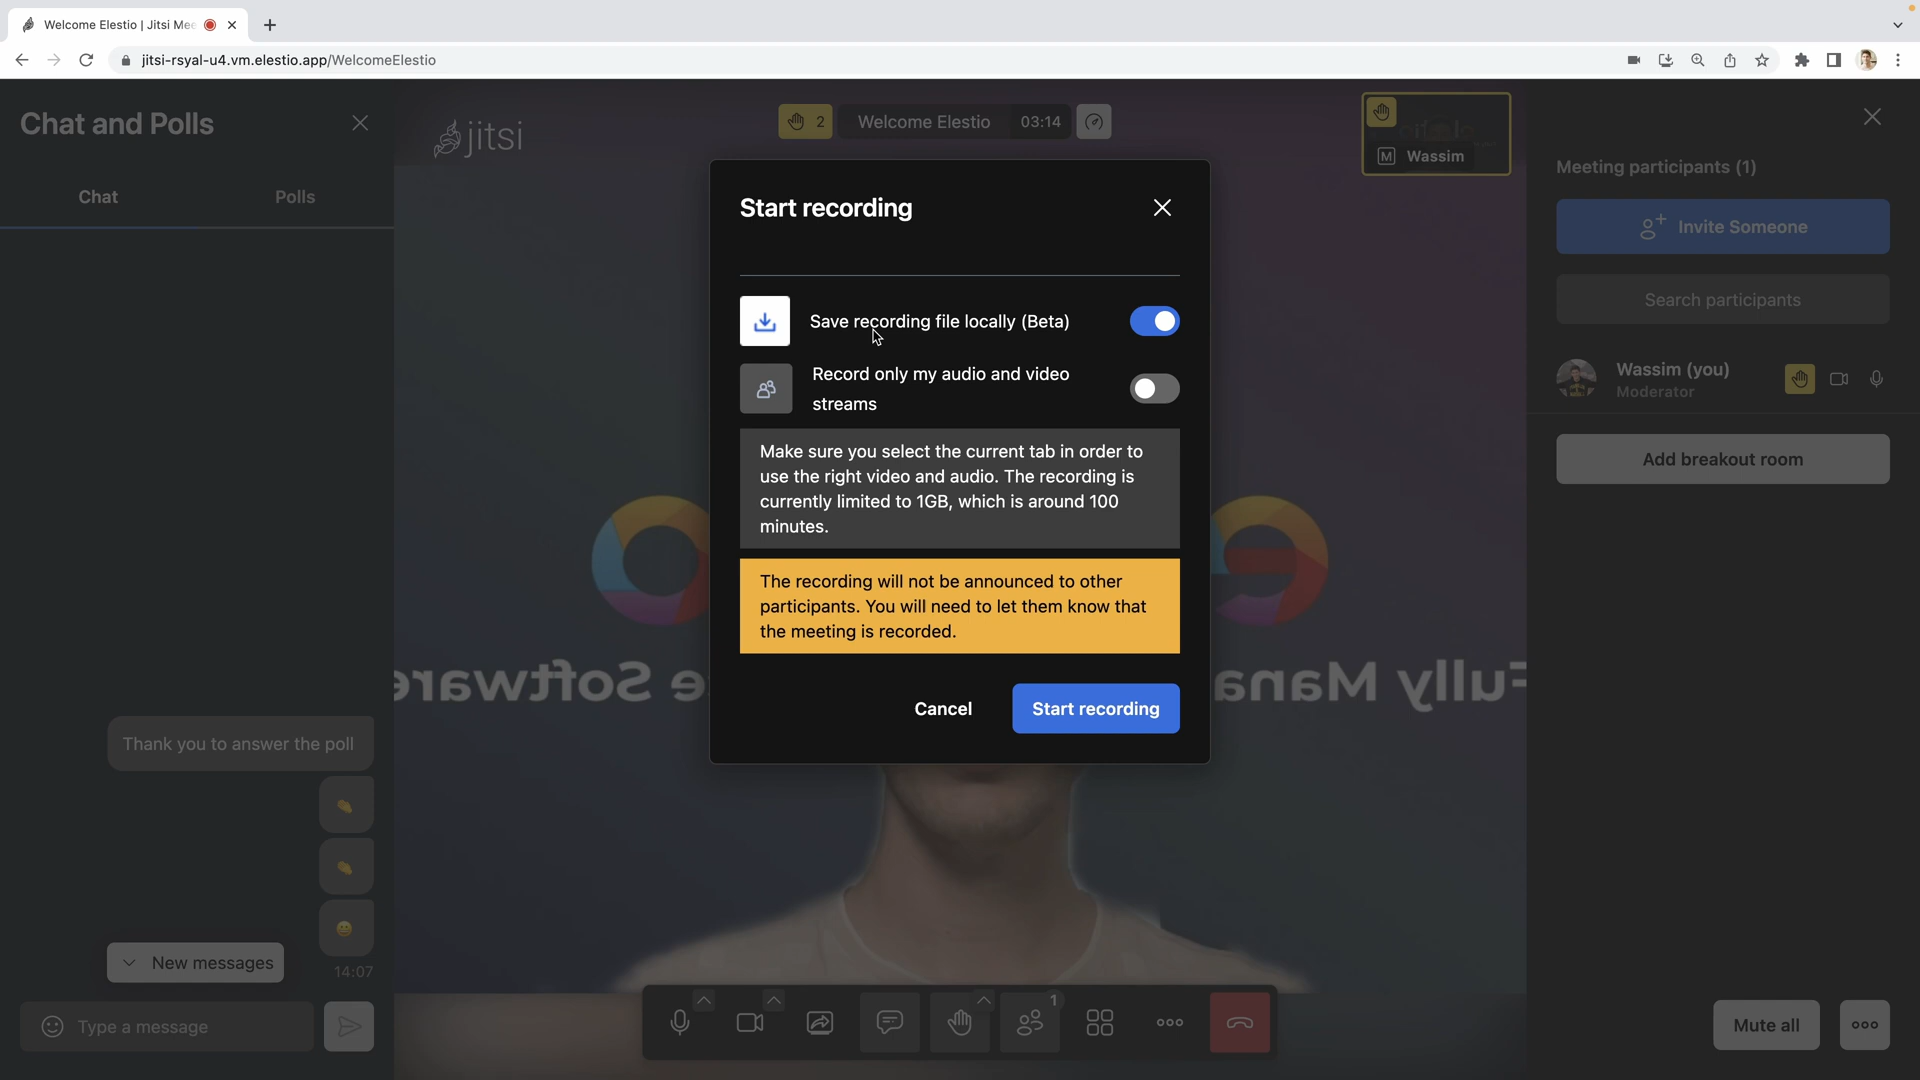 Welcome Elestio | Jitsi Mee
jitsi-rsyal-u4.vm.elestio.app/WelcomeElestio
Chat and Polls
Chat
Polls
Thank you to answer the poll
New messages
14:07
Type a message
jitsi
2
Welcome Elestio
03:14
M Wassim
Start recording
Save recording file locally (Beta)
Record only my audio and video
streams
Make sure you select the current tab in order to
use the right video and audio. The recording is
currently limited to 1GB, which is around 100
minutes.
The recording will not be announced to other
participants. You will need to let them know that
the meeting is recorded.
Cancel
Start recording
Fully Mana
e Software
1
Meeting participants (1)
Invite Someone
Search participants
Wassim (you)
Moderator
Add breakout room
Mute all